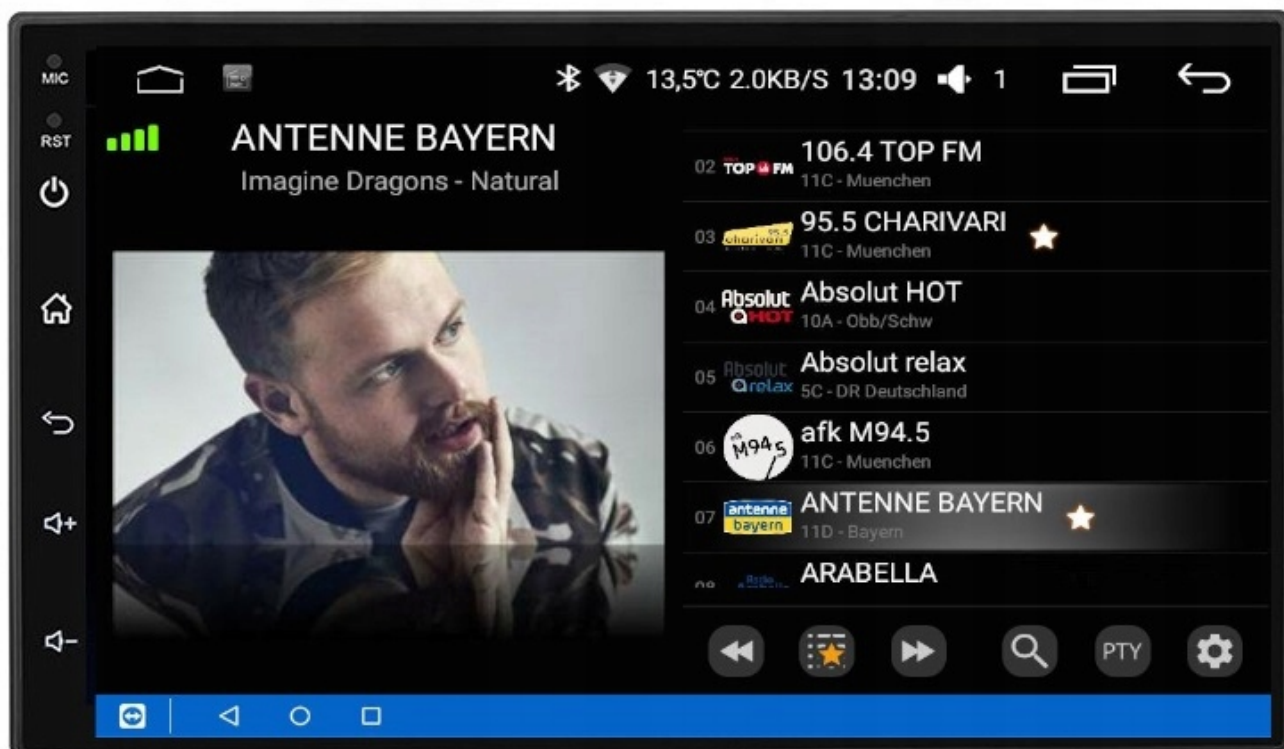 MIC
RST
13,5°C 2.0KB/S 13:09 1
ANTENNE BAYERN
Imagine Dragons - Natural
02 TOP FM 106.4 TOP FM
11C - Muenchen
03 charivari 95.5 95.5 CHARIVARI
11C - Muenchen
04 Absolut HOT Absolut HOT
10A - Obb/Schw
05 Absolut relax Absolut relax
5C - DR Deutschland
06 M94.5 afk M94.5
11C - Muenchen
07 antenne bayern ANTENNE BAYERN
11D - Bayern
ARABELLA
PTY